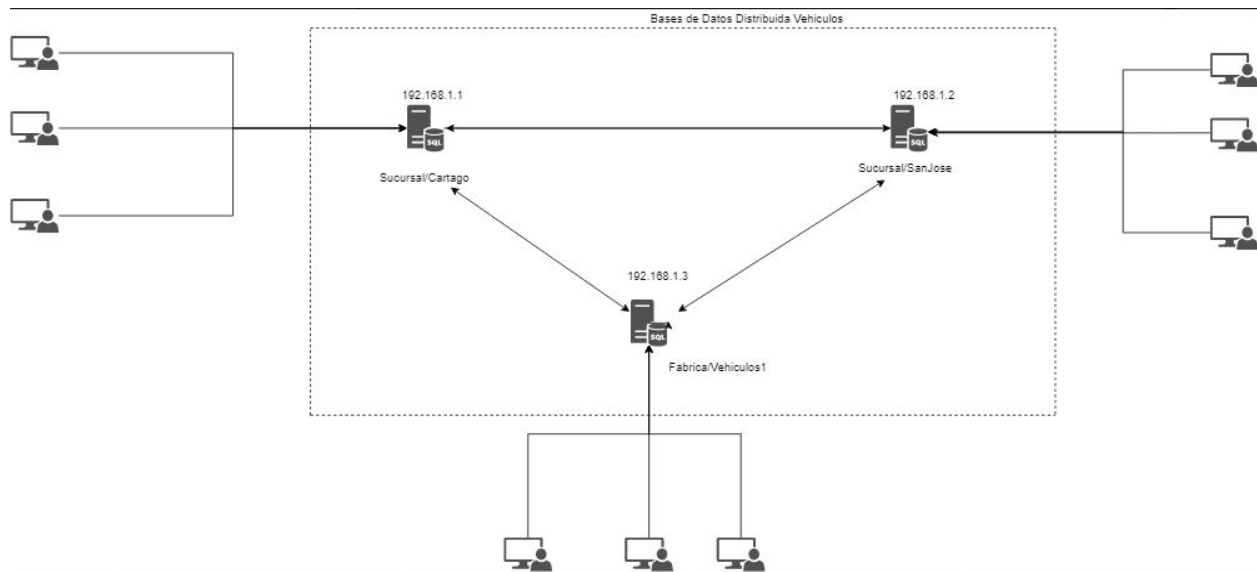 Bases de Datos Distribuida Vehiculos
192.168.1.1
192.168.1.2
SQL
SQL
Sucursal/Cartago
Sucursal/SanJose
192.168.1.3
SQL
Fabrica/Vehiculos1